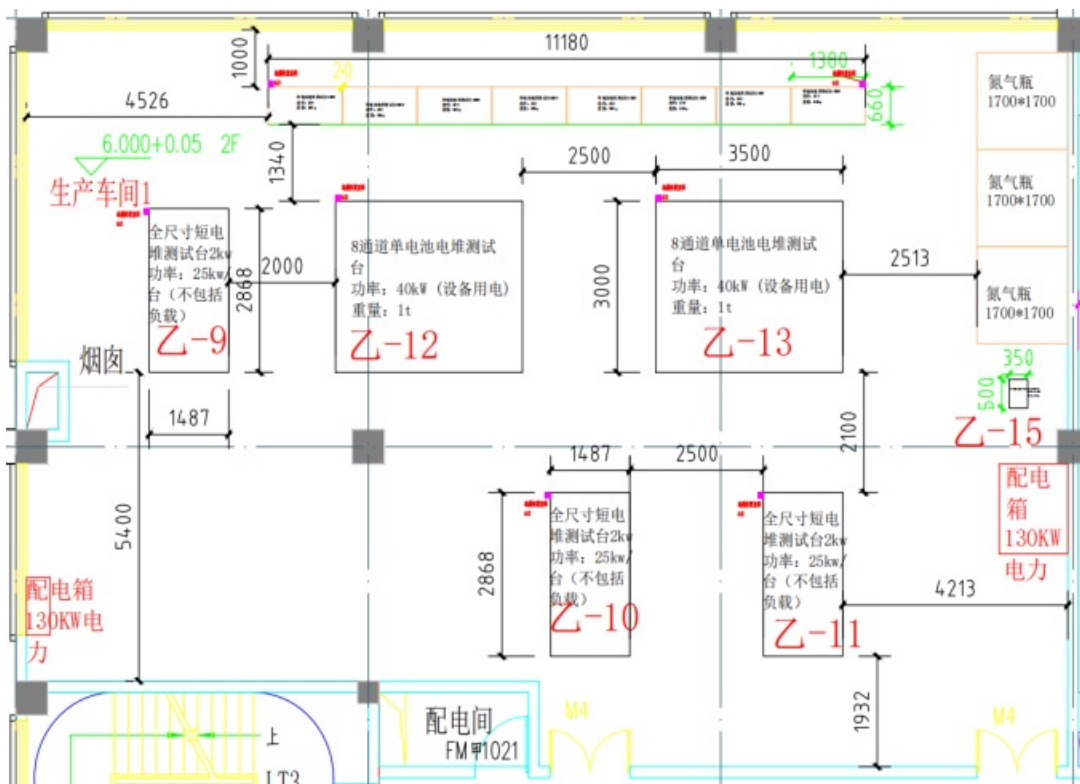 11180
1000
20
1380
4526
660
氮气瓶
1700*1700
6.000+0.05 2F
1340
2500
3500
生产车间1
氮气瓶
1700*1700
全尺寸短电
堆测试台2kw
功率：25kw/
台（不包括
负载）
乙-9
2868
2000
8通道单电池电堆测试
台
功率：40kW（设备用电）
重量：1t
乙-12
3000
8通道单电池电堆测试
台
功率：40kW（设备用电）
重量：1t
乙-13
2513
氮气瓶
1700*1700
烟囱
350
500
乙-15
1487
2100
1487
2500
配电
箱
130KW
电力
5400
2868
全尺寸短电
堆测试台2kw
功率：25kw/
台（不包括
负载）
乙-10
全尺寸短电
堆测试台2kw
功率：25kw/
台（不包括
负载）
乙-11
4213
配电箱
130KW电
力
1932
配电间
FM甲1021
M4
M4
上
LT3